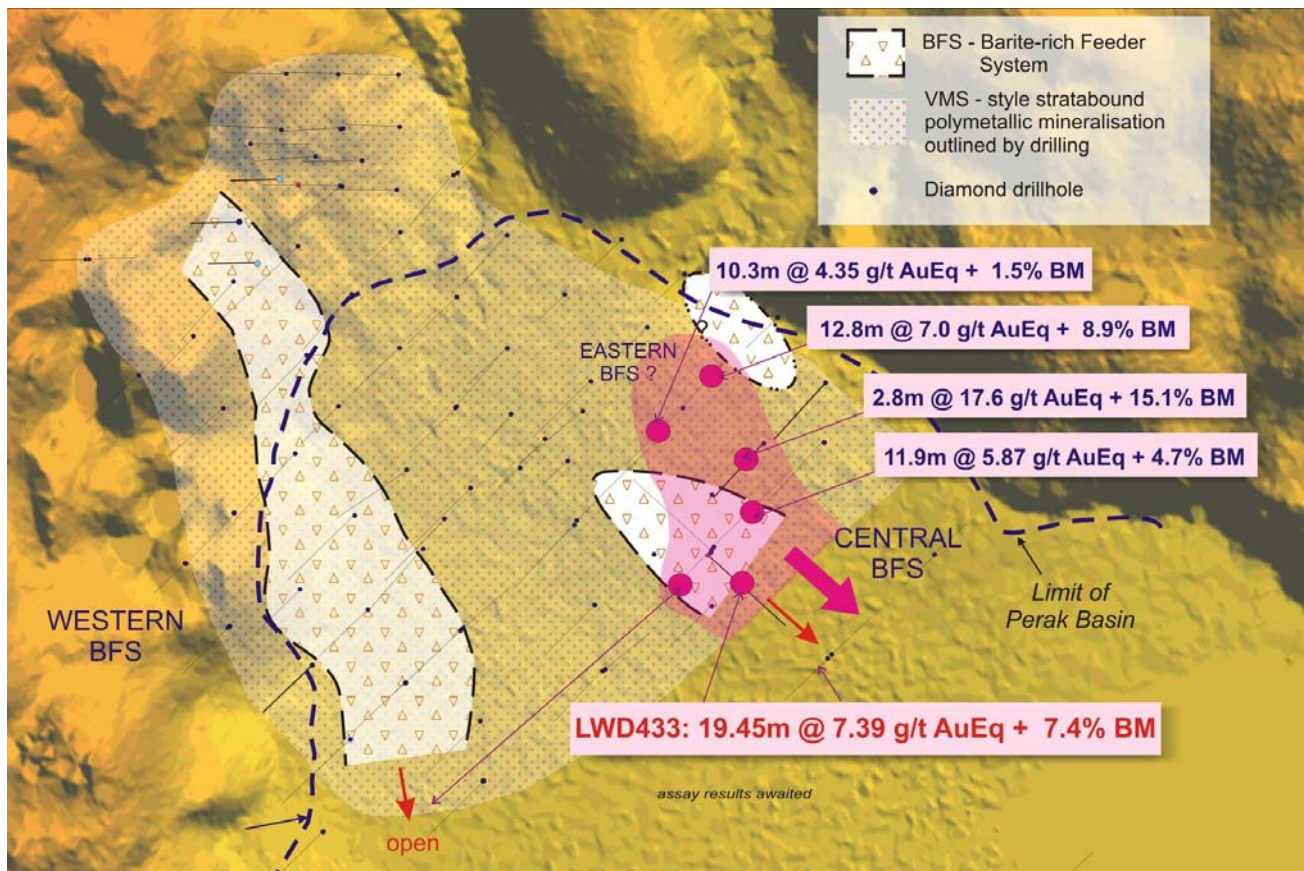 BFS - Barite-rich Feeder
System
VMS - style stratabound
polymetallic mineralisation
outlined by drilling
Diamond drillhole
10.3m @ 4.35 g/t AuEq + 1.5% BM
12.8m @ 7.0 g/t AuEq + 8.9% BM
EASTERN
BFS ?
2.8m @ 17.6 g/t AuEq + 15.1% BM
11.9m @ 5.87 g/t AuEq + 4.7% BM
CENTRAL
BFS
Limit of
Perak Basin
WESTERN
BFS
LWD433: 19.45m @ 7.39 g/t AuEq + 7.4% BM
assay results awaited
open